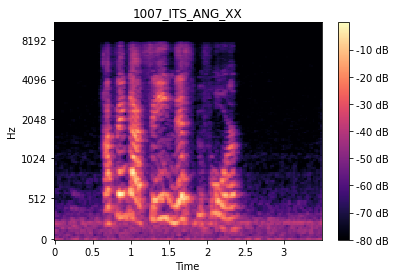 1007_ITS_ANG_XX
8192
4096
2048
1024
512
0
Hz
0 0.5 1 1.5 2 2.5 3
Time
-10 dB
-20 dB
-30 dB
-40 dB
-50 dB
-60 dB
-70 dB
-80 dB